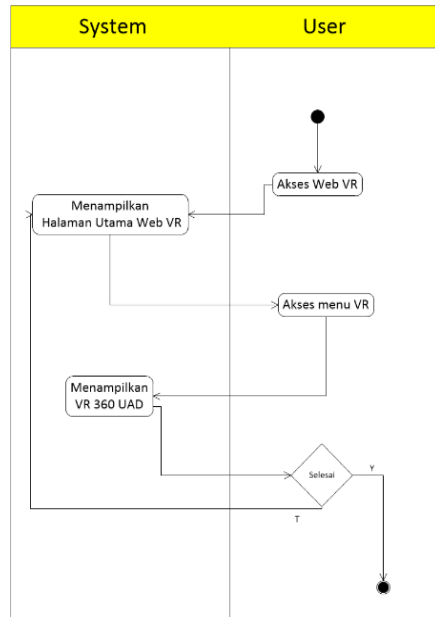 System
User
Akses Web VR
Menampilkan
Halaman Utama Web VR
Akses menu VR
Menampilkan
VR 360 UAD
Selesai
Y
T